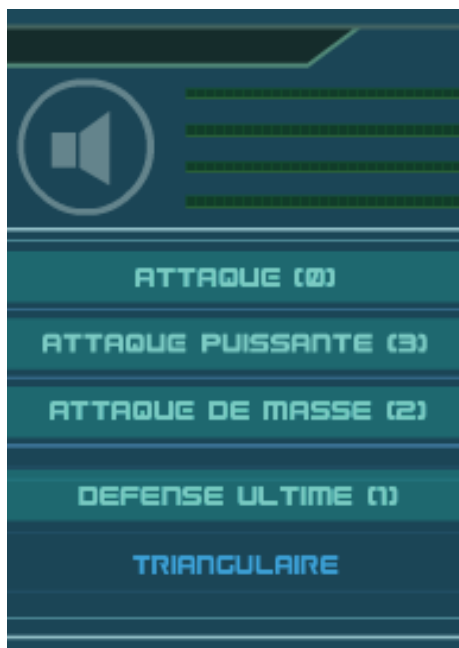 ATTAQUE (0)
ATTAQUE PUISSANTE (3)
ATTAQUE DE MASSE (2)
DEFENSE ULTIME (1)
TRIANGULAIRE